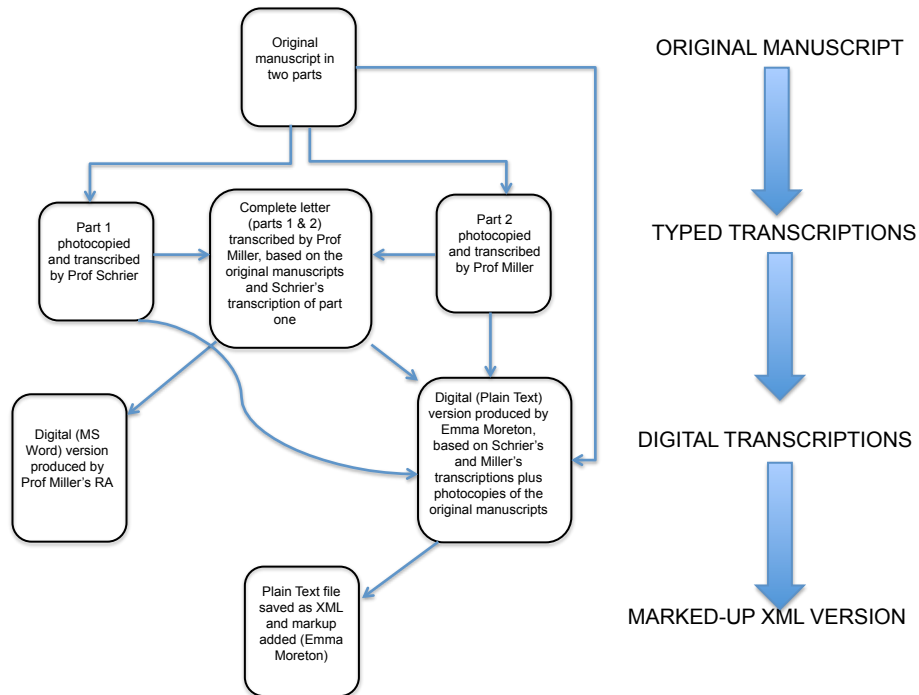 Original
manuscript in
two parts
ORIGINAL MANUSCRIPT
Part 1
photocopied
and transcribed
by Prof Schrier
Complete letter
(parts 1 & 2)
transcribed by Prof
Miller, based on the
original manuscripts
and Schrier's
transcription of part
one
Part 2
photocopied
and transcribed
by Prof Miller
TYPED TRANSCRIPTIONS
Digital (MS
Word) version
produced by
Prof Miller's RA
Digital (Plain Text)
version produced by
Emma Moreton,
based on Schrier's
and Miller's
transcriptions plus
photocopies of the
original manuscripts
DIGITAL TRANSCRIPTIONS
Plain Text file
saved as XML
and markup
added (Emma
Moreton)
MARKED-UP XML VERSION